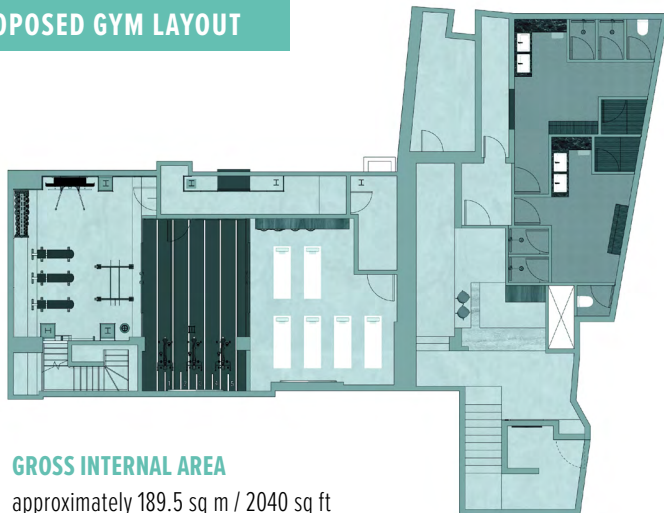 OPOSED GYM LAYOUT
GROSS INTERNAL AREA
approximately 189.5 sq m / 2040 sq ft